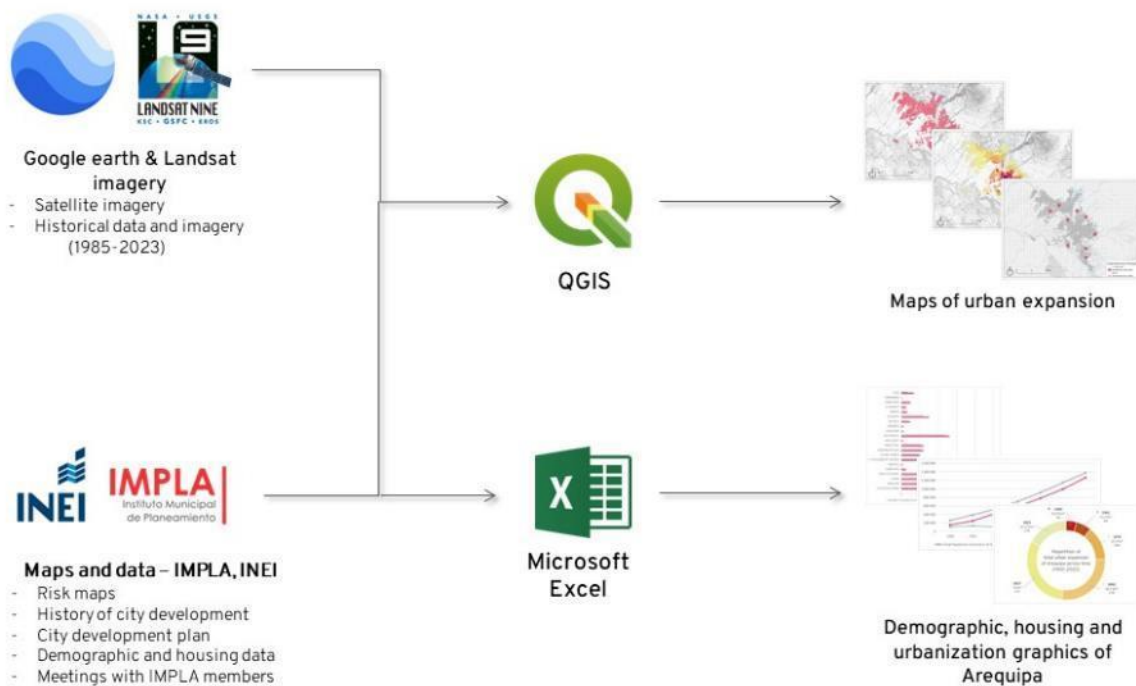 NASA • USGS
L9
LANDSAT NINE
KSC • GSFC • EROS
Google earth & Landsat
imagery
- Satellite imagery
- Historical data and imagery
(1985-2023)
QGIS
Maps of urban expansion
INEI
IMPLA
Instituto Municipal
de Planeamiento
X
Microsoft
Excel
Maps and data – IMPLA, INEI
- Risk maps
- History of city development
- City development plan
- Demographic and housing data
- Meetings with IMPLA members
Demographic, housing and
urbanization graphics of
Arequipa